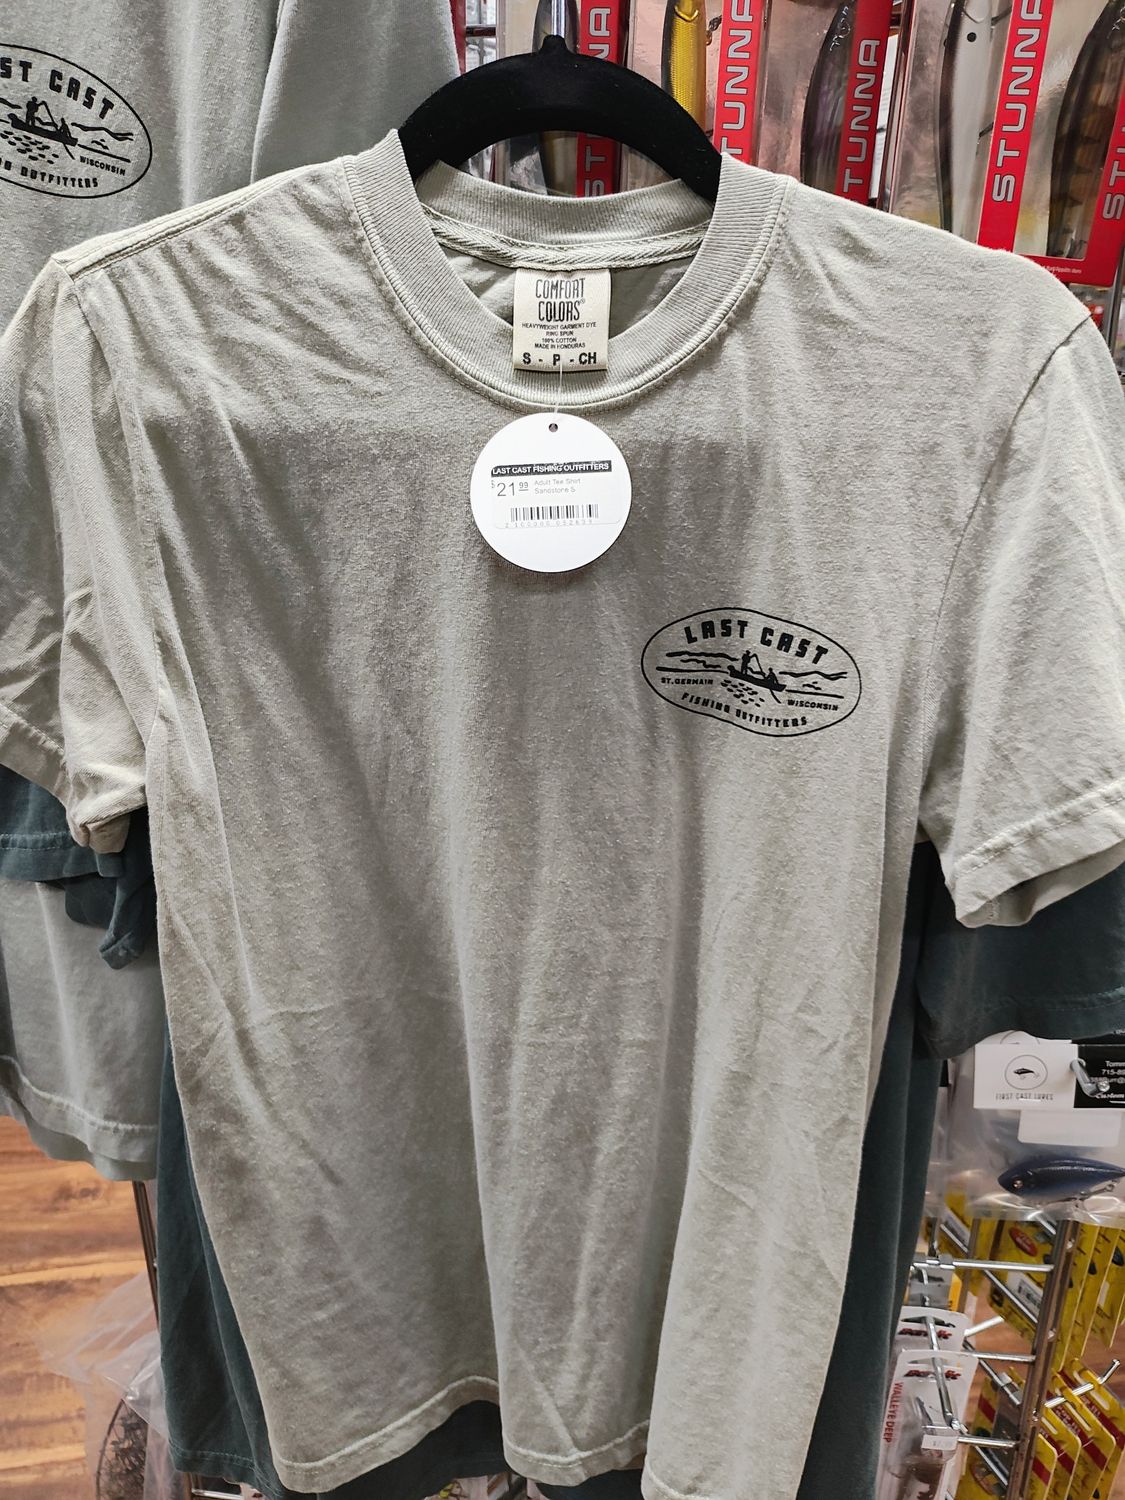 ST CAST
WISCONSIN
OUTFITTERS
STUNNA
STUNNA
STUNNA
COMFORT
COLORS®
HEAVYWEIGHT GARMENT DYE
RING SPUN
100% COTTON
MADE IN HONDURAS
S - P - CH
LAST CAST FISHING OUTFITTERS
$21.99 Adult Tee Shirt
Sandstone S
LAST CAST
ST. GERMAIN
WISCONSIN
FISHING OUTFITTERS
FIRST CAST LURES
WALLEYE DEEP